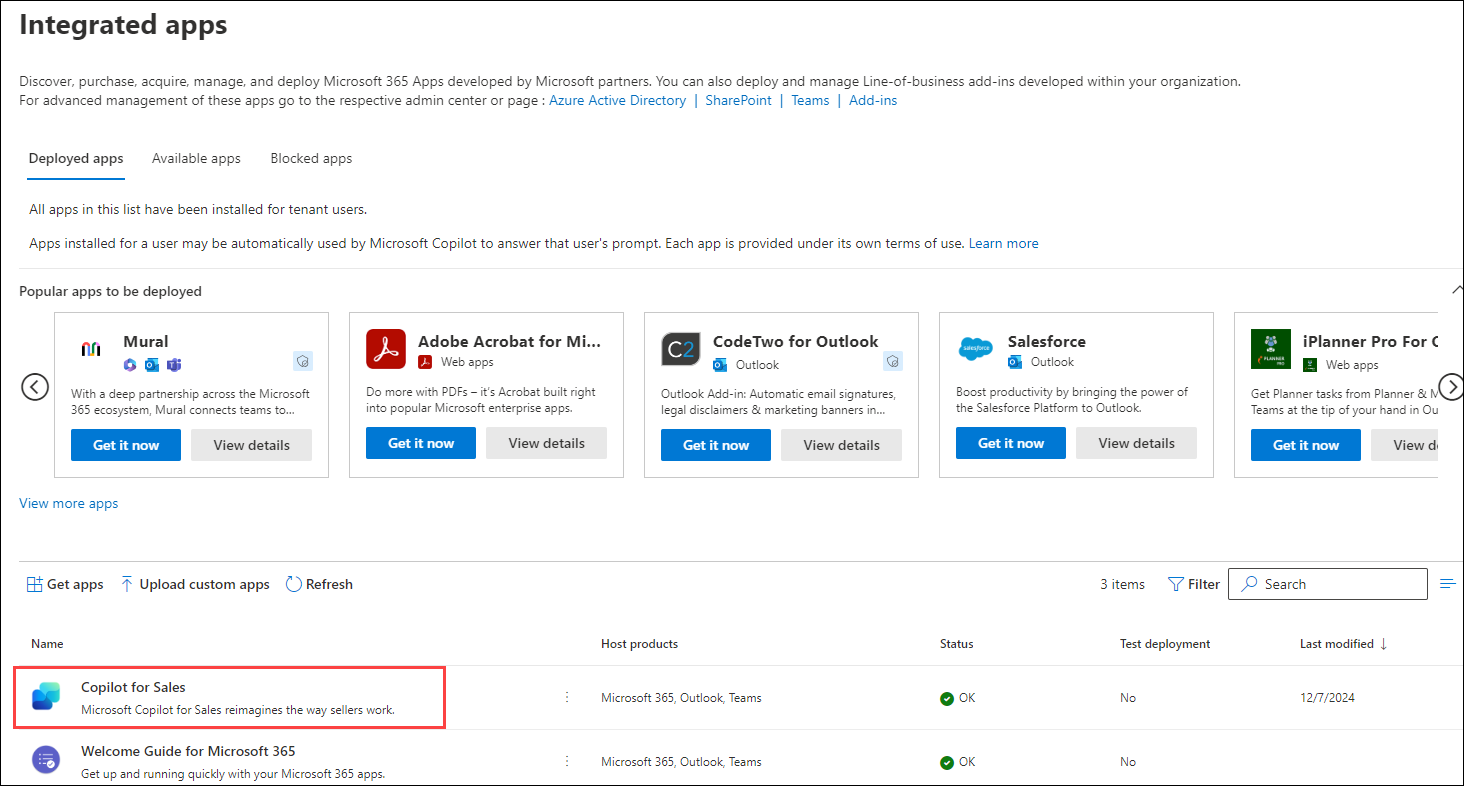 Integrated apps
Discover, purchase, acquire, manage, and deploy Microsoft 365 Apps developed by Microsoft partners. You can also deploy and manage Line-of-business add-ins developed within your organization.
For advanced management of these apps go to the respective admin center or page : Azure Active Directory | SharePoint | Teams | Add-ins
Deployed apps Available apps Blocked apps
All apps in this list have been installed for tenant users.
Apps installed for a user may be automatically used by Microsoft Copilot to answer that user's prompt. Each app is provided under its own terms of use. Learn more
Popular apps to be deployed
Mural
With a deep partnership across the Microsoft
365 ecosystem, Mural connects teams to...
Get it now View details
Adobe Acrobat for Mi...
Web apps
Do more with PDFs – it's Acrobat built right
into popular Microsoft enterprise apps.
Get it now View details
C2
CodeTwo for Outlook
Outlook
Outlook Add-in: Automatic email signatures,
legal disclaimers & marketing banners in...
Get it now View details
salesforce
Salesforce
Outlook
Boost productivity by bringing the power of
the Salesforce Platform to Outlook.
Get it now View details
PLANNER
PRO
iPlanner Pro For O
Web apps
Get Planner tasks from Planner & M
Teams at the tip of your hand in Ou
Get it now View de
View more apps
Get apps Upload custom apps Refresh 3 items Filter Search
Name Host products Status Test deployment Last modified ↓
Copilot for Sales
Microsoft Copilot for Sales reimagines the way sellers work.
Microsoft 365, Outlook, Teams OK No 12/7/2024
Welcome Guide for Microsoft 365
Get up and running quickly with your Microsoft 365 apps.
Microsoft 365, Outlook, Teams OK No